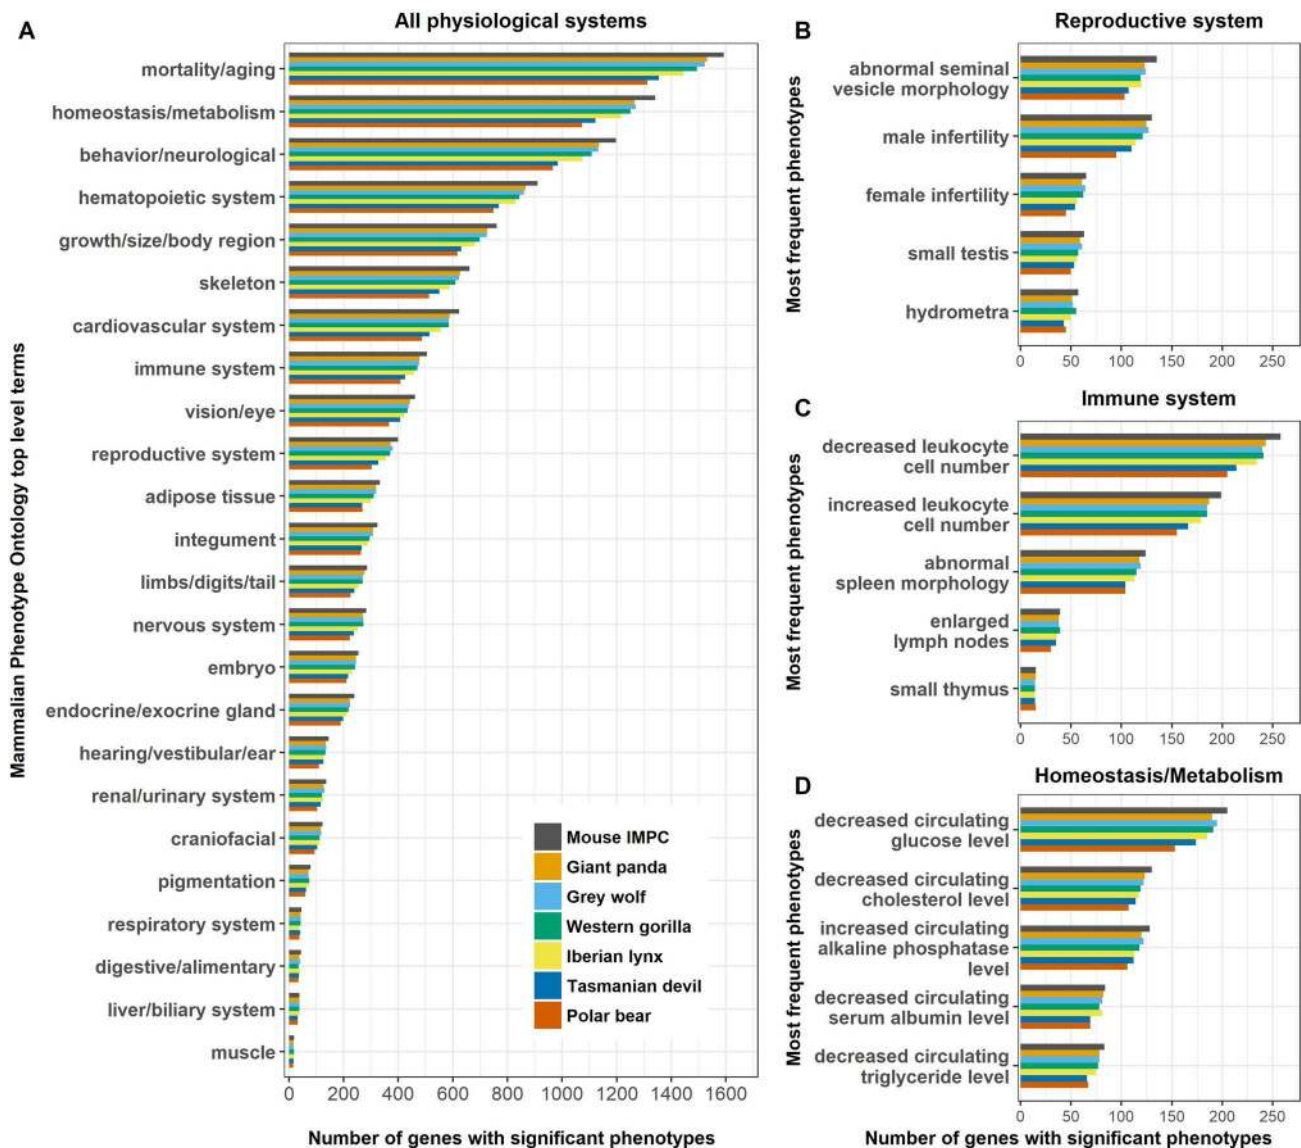 A
All physiological systems
Mammalian Phenotype Ontology top level terms
mortality/aging
homeostasis/metabolism
behavior/neurological
hematopoietic system
growth/size/body region
skeleton
cardiovascular system
immune system
vision/eye
reproductive system
adipose tissue
integument
limbs/digits/tail
nervous system
embryo
endocrine/exocrine gland
hearing/vestibular/ear
renal/urinary system
craniofacial
pigmentation
respiratory system
digestive/alimentary
liver/biliary system
muscle
Mouse IMPC
Giant panda
Grey wolf
Western gorilla
Iberian lynx
Tasmanian devil
Polar bear
0 200 400 600 800 1000 1200 1400 1600
Number of genes with significant phenotypes
B
Reproductive system
Most frequent phenotypes
abnormal seminal
vesicle morphology
male infertility
female infertility
small testis
hydrometra
0 50 100 150 200 250
C
Immune system
Most frequent phenotypes
decreased leukocyte
cell number
increased leukocyte
cell number
abnormal
spleen morphology
enlarged
lymph nodes
small thymus
0 50 100 150 200 250
D
Homeostasis/Metabolism
Most frequent phenotypes
decreased circulating
glucose level
decreased circulating
cholesterol level
increased circulating
alkaline phosphatase
level
decreased circulating
serum albumin level
decreased circulating
triglyceride level
0 50 100 150 200 250
Number of genes with significant phenotypes